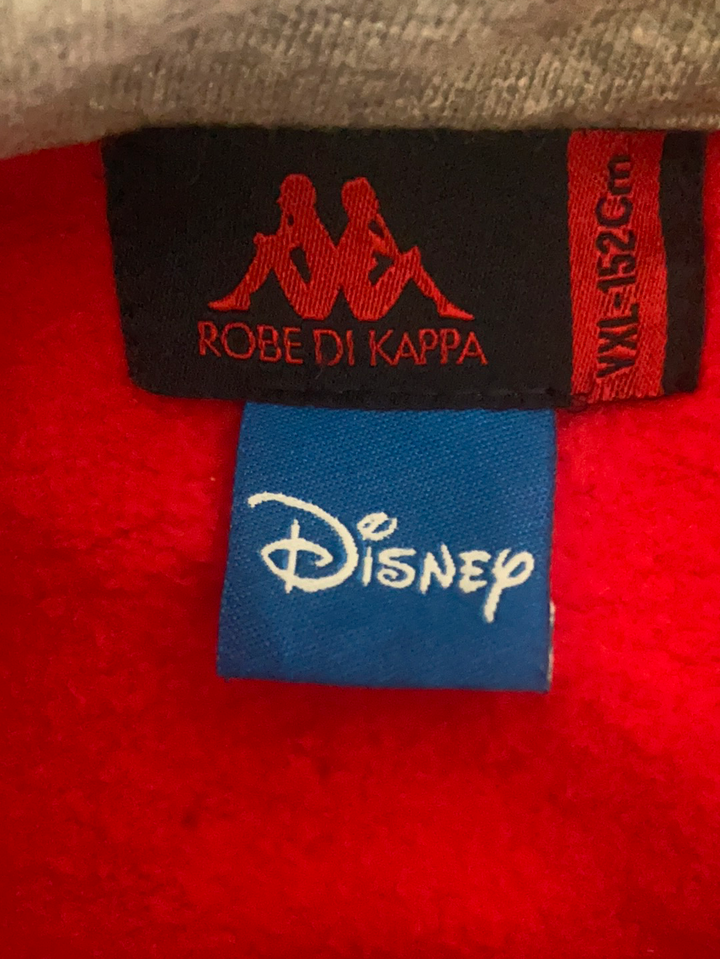 ROBE DI KAPPA
YXL=152Cm
DISNEY